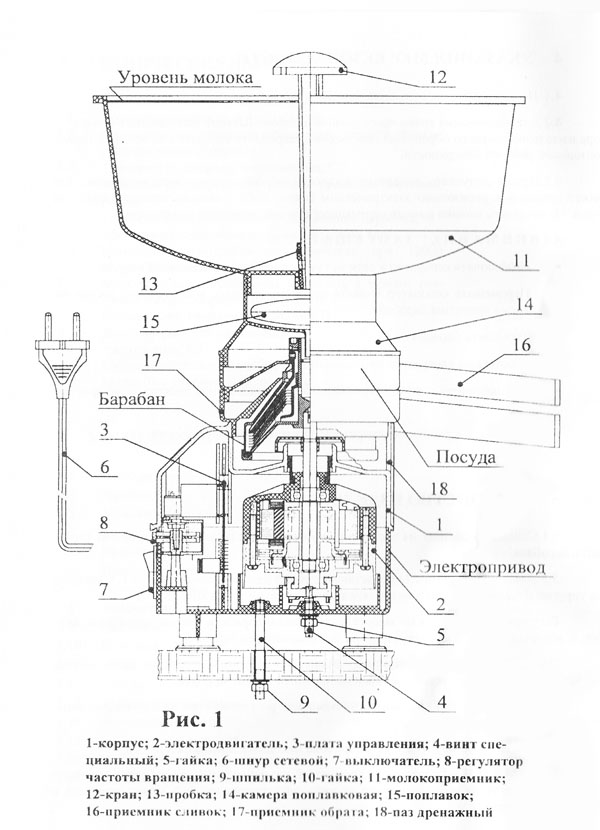 Уровень молока
12
13
11
15
14
17
16
Барабан
3
Посуда
6
18
8
1
Электропривод
7
2
5
9
10
4
Рис. 1
1-корпус; 2-электродвигатель; 3-плата управления; 4-винт спе-
циальный; 5-гайка; 6-шнур сетевой; 7-выключатель; 8-регулятор
частоты вращения; 9-шпилька; 10-гайка; 11-молокоприемник;
12-кран; 13-пробка; 14-камера поплавковая; 15-поплавок;
16-приемник сливок; 17-приемник обрата; 18-паз дренажный